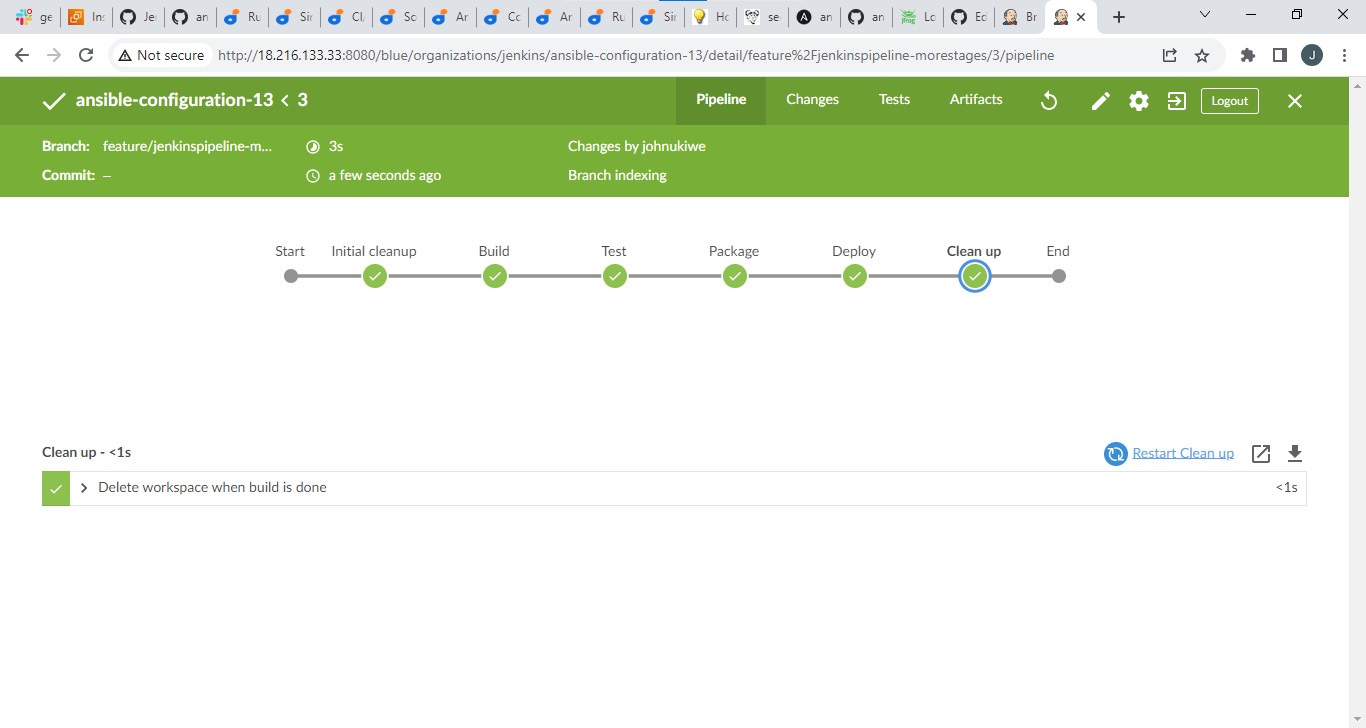 ge Ins Jen an Ru Sir Cl Sc Ar Cc Ar Ru Sir Ho se an an Lo Ed Br
Not secure http://18.216.133.33:8080/blue/organizations/jenkins/ansible-configuration-13/detail/feature%2Fjenkinspipeline-morestages/3/pipeline J
ansible-configuration-13 < 3 Pipeline Changes Tests Artifacts Logout
Branch: feature/jenkinspipeline-m... 3s Changes by johnukiwe
Commit: – a few seconds ago Branch indexing
Start Initial cleanup Build Test Package Deploy Clean up End
Clean up - <1s Restart Clean up
Delete workspace when build is done <1s